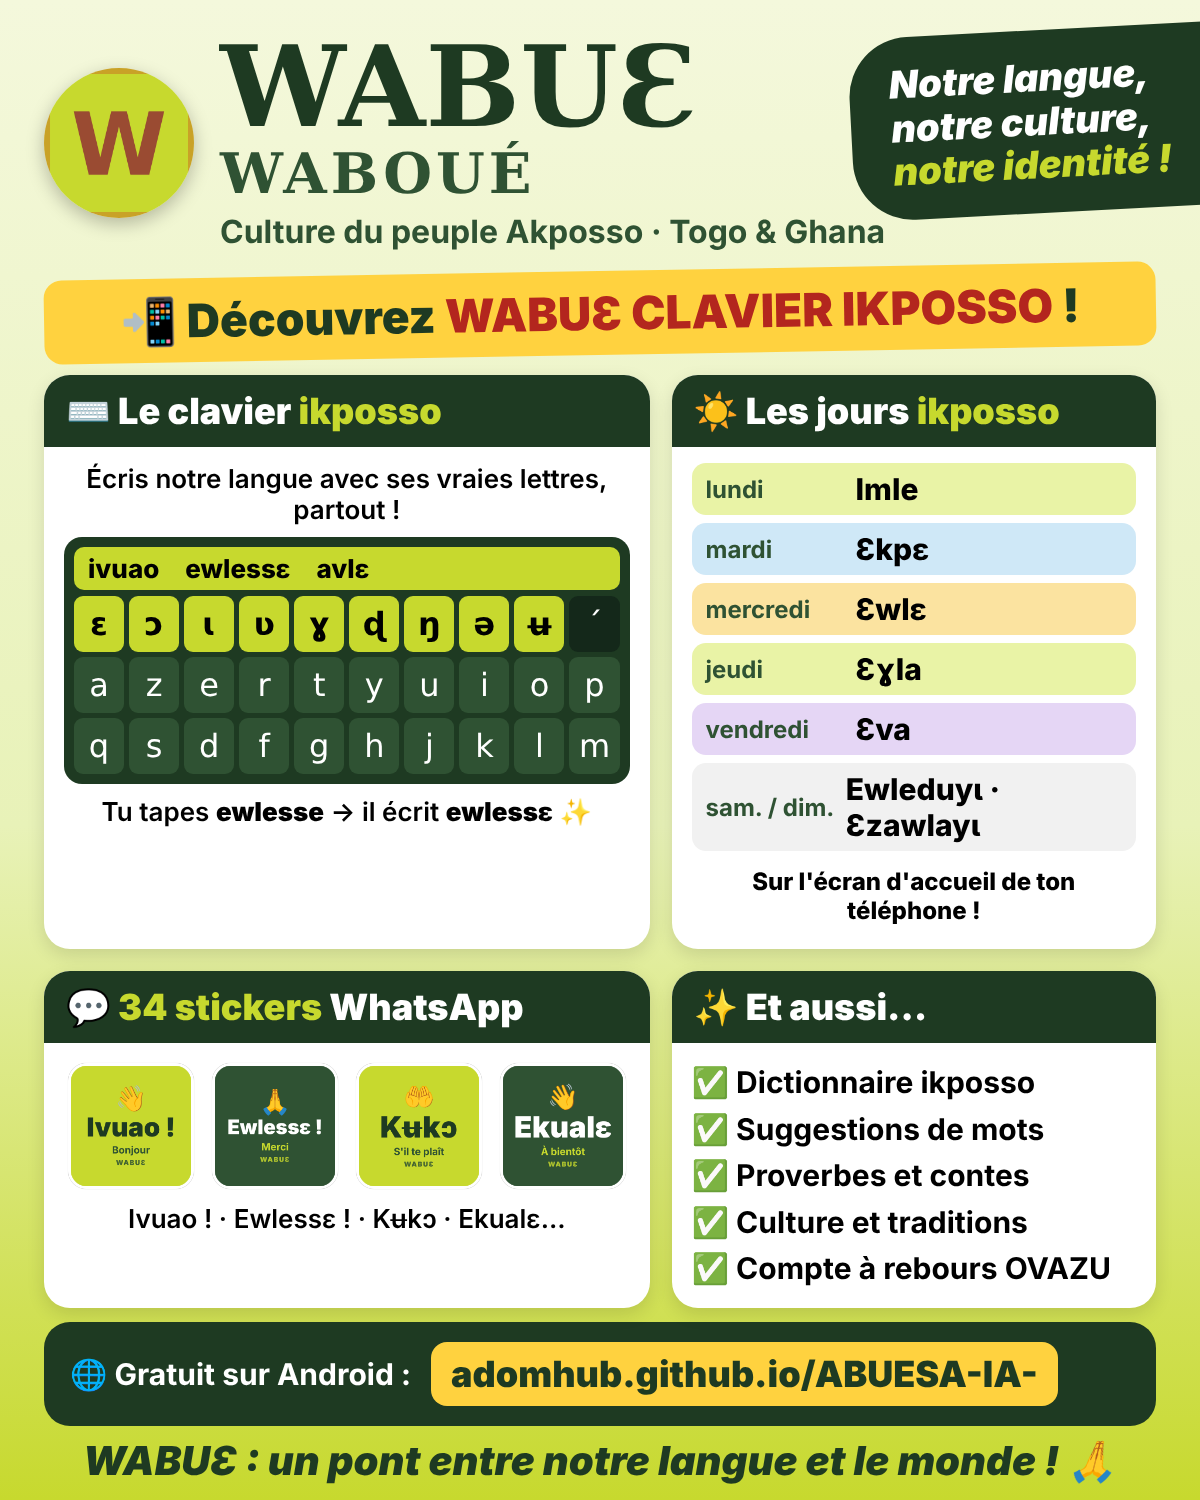 W
WABUƐ
WABOUÉ
Culture du peuple Akposso · Togo & Ghana
Notre langue,
notre culture,
notre identité !
📲 Découvrez WABUƐ CLAVIER IKPOSSO !
⌨️ Le clavier ikposso
Écris notre langue avec ses vraies lettres,
partout !
ivuao ewlessɛ avlɛ
ɛ ɔ ɩ ʋ ɣ ɖ ŋ ə ʉ ´
a z e r t y u i o p
q s d f g h j k l m
Tu tapes ewlesse → il écrit ewlessɛ ✨
☀️ Les jours ikposso
lundi Imle
mardi Ɛkpɛ
mercredi Ɛwlɛ
jeudi Ɛɣla
vendredi Ɛva
sam. / dim. Ewleduyɩ ·
Ɛzawlayɩ
Sur l'écran d'accueil de ton
téléphone !
💬 34 stickers WhatsApp
👋
Ivuao !
Bonjour
WABUƐ
🙏
Ewlessɛ !
Merci
WABUƐ
🤲
Kʉkɔ
S'il te plaît
WABUƐ
👋
Ekualɛ
À bientôt
WABUƐ
Ivuao ! · Ewlessɛ ! · Kʉkɔ · Ekualɛ…
✨ Et aussi…
✅ Dictionnaire ikposso
✅ Suggestions de mots
✅ Proverbes et contes
✅ Culture et traditions
✅ Compte à rebours OVAZU
🌐 Gratuit sur Android : adomhub.github.io/ABUESA-IA-
WABUƐ : un pont entre notre langue et le monde ! 🙏